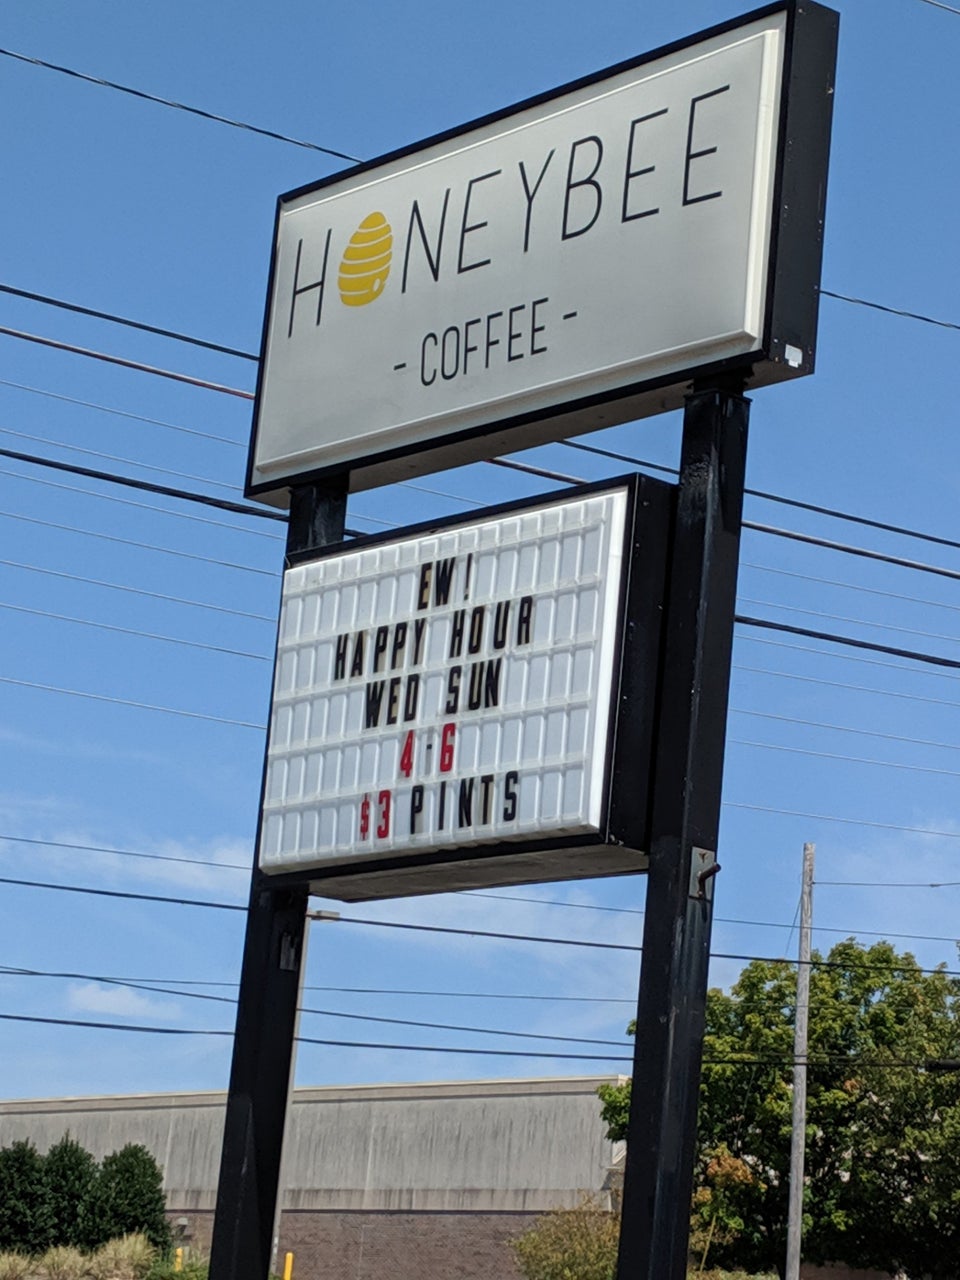 HONEYBEE
- COFFEE -
EW!
HAPPY HOUR
WED SUN
4-6
$3 PINTS